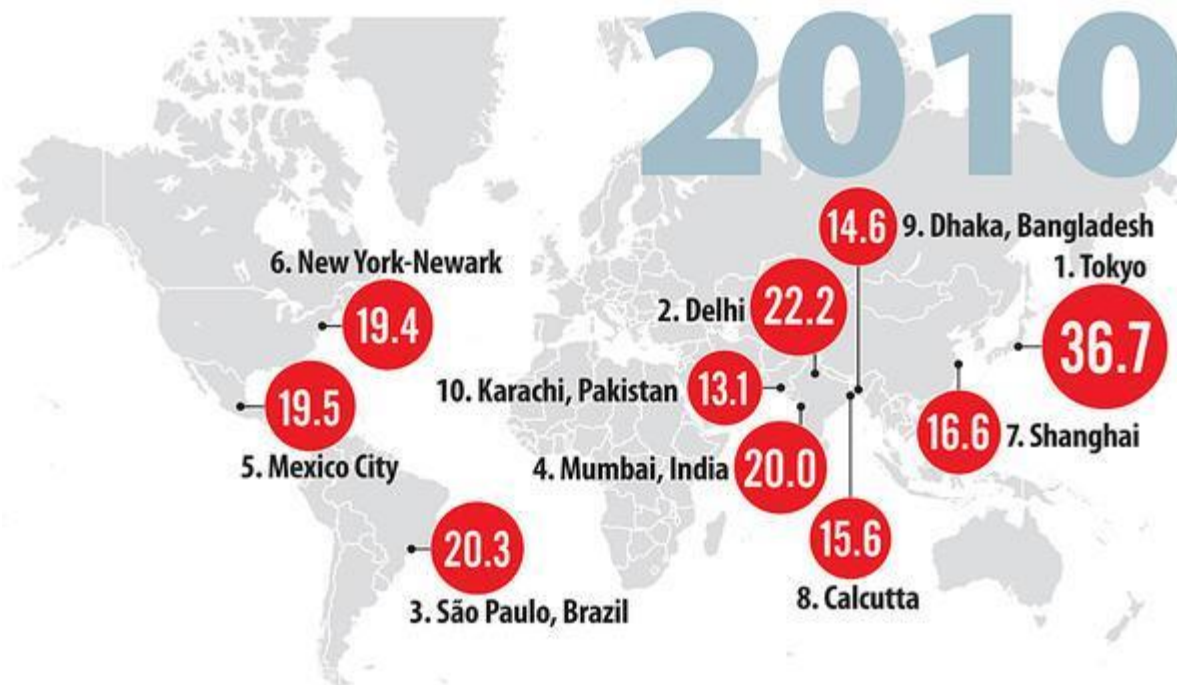 2010
14.6
9. Dhaka, Bangladesh
6. New York-Newark
1. Tokyo
2. Delhi
22.2
19.4
36.7
10. Karachi, Pakistan
13.1
19.5
16.6
7. Shanghai
5. Mexico City
4. Mumbai, India
20.0
15.6
20.3
8. Calcutta
3. São Paulo, Brazil